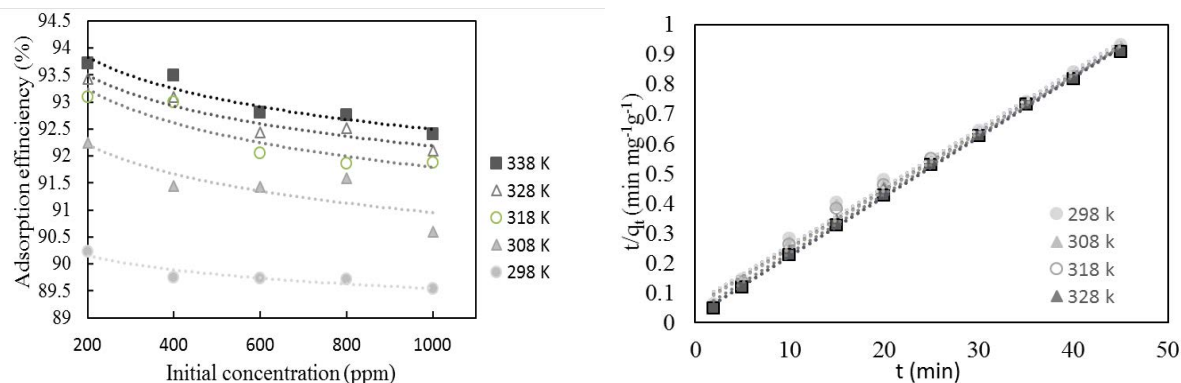 94.5
94
93.5
93
92.5
92
91.5
91
90.5
90
89.5
89
Adsorption effinciency (%)
200 400 600 800 1000
Initial concentration (ppm)
338 K
328 K
318 K
308 K
298 K
1
0.9
0.8
0.7
0.6
0.5
0.4
0.3
0.2
0.1
0
t/qt (min mg-1g-1)
0 10 20 30 40 50
t (min)
298 k
308 k
318 k
328 k